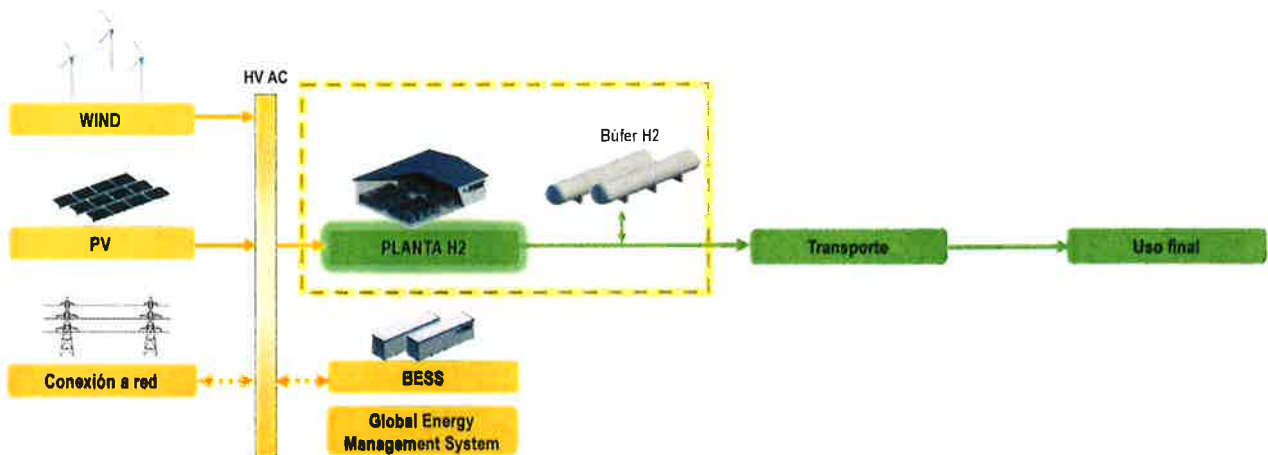 HV AC
WIND
Búfer H2
PV
PLANTA H2
Transporte
Uso final
Conexión a red
BESS
Global Energy
Management System